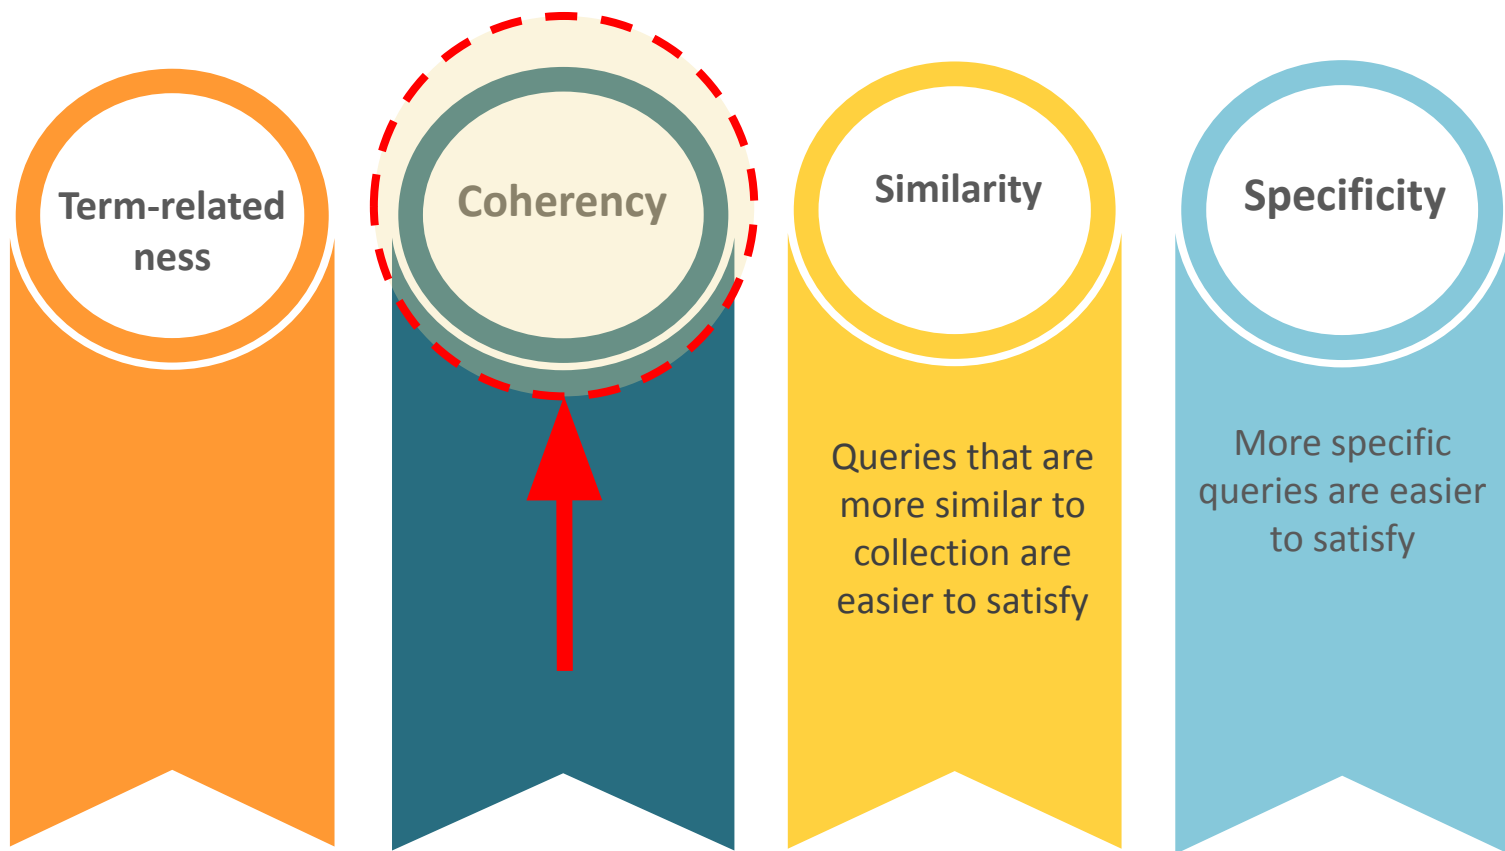 Term-related
ness
Coherency
Similarity
Specificity
Queries that are
more similar to
collection are
easier to satisfy
More specific
queries are easier
to satisfy